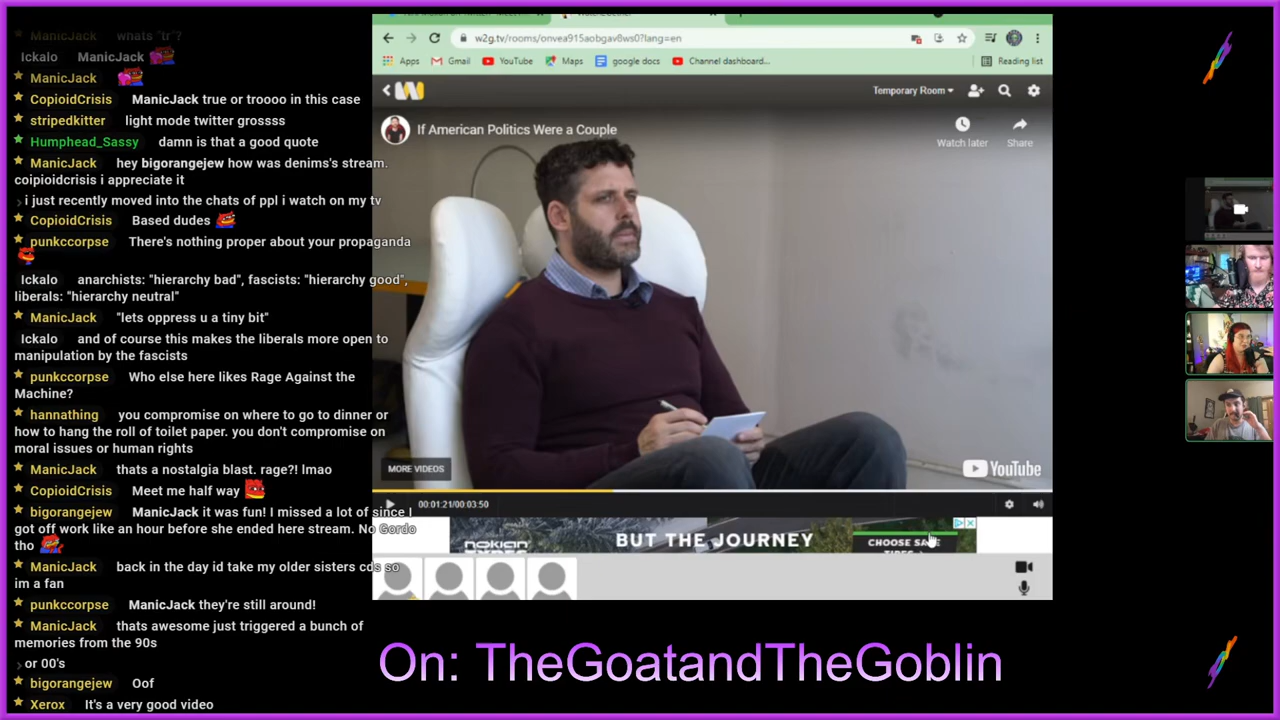 ManicJack whats "tr"?
Ickalo ManicJack
ManicJack
CopioidCrisis ManicJack true or troooo in this case
stripedkitter light mode twitter grossss
Humphead_Sassy damn is that a good quote
ManicJack hey bigorangejew how was denims's stream.
coipioidcrisis i appreciate it
i just recently moved into the chats of ppl i watch on my tv
CopioidCrisis Based dudes
punkccorpse There's nothing proper about your propaganda
Ickalo anarchists: "hierarchy bad", fascists: "hierarchy good",
liberals: "hierarchy neutral"
ManicJack "lets oppress u a tiny bit"
Ickalo and of course this makes the liberals more open to
manipulation by the fascists
punkccorpse Who else here likes Rage Against the
Machine?
hannathing you compromise on where to go to dinner or
how to hang the roll of toilet paper. you don't compromise on
moral issues or human rights
ManicJack thats a nostalgia blast. rage?! lmao
CopioidCrisis Meet me half way
bigorangejew ManicJack it was fun! I missed a lot of since I
got off work like an hour before she ended here stream. No Gordo
tho
ManicJack back in the day id take my older sisters cds so
im a fan
punkccorpse ManicJack they're still around!
ManicJack thats awesome just triggered a bunch of
memories from the 90s
or 00's
bigorangejew Oof
Xerox It's a very good video
w2g.tv/rooms/onvea915aobgav8ws0?lang=en
Apps Gmail YouTube Maps google docs Channel dashboard... Reading list
Temporary Room
If American Politics Were a Couple
Watch later Share
MORE VIDEOS
YouTube
00:01:21/00:03:50
nokian BUT THE JOURNEY
On: TheGoatandTheGoblin